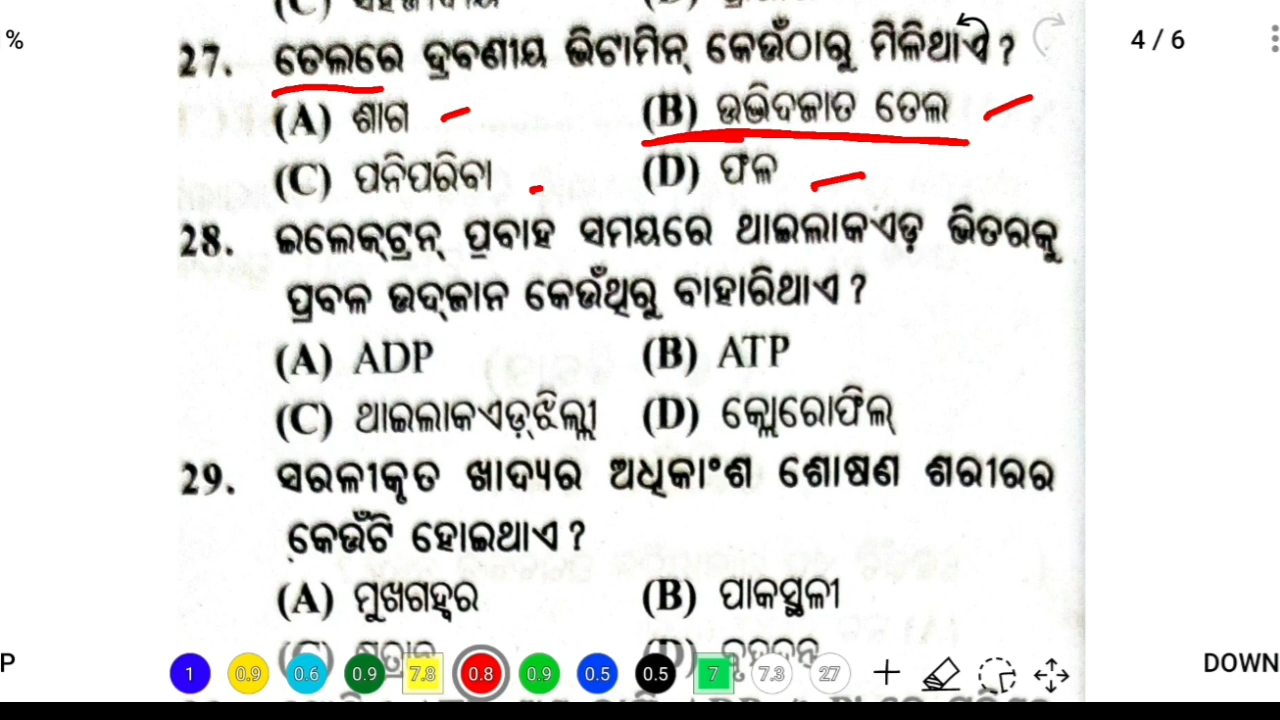 27. ତେଲରେ ଦ୍ରବଣୀୟ ଭିଟାମିନ୍ କେଉଁଠାରୁ ମିଳିଥାଏ ?
% 4 / 6
(A) ଶାଗ (B) ଉଦ୍ଭିଦଜାତ ତେଲ
(C) ପନିପରିବା (D) ଫଳ
28. ଇଲେକ୍ଟ୍ରନ୍ ପ୍ରବାହ ସମୟରେ ଥାଇଲାକଏଡ଼ ଭିତରକୁ
ପ୍ରବଳ ଉଦ୍‌ଜାନ କେଉଁଥିରୁ ବାହାରିଥାଏ ?
(A) ADP (B) ATP
(C) ଥାଇଲାକଏଡ଼୍‌ଝିଲ୍ଲୀ (D) କ୍ଲୋରୋଫିଲ୍
29. ସରଳୀକୃତ ଖାଦ୍ୟର ଅଧିକାଂଶ ଶୋଷଣ ଶରୀରର
କେଉଁଟି ହୋଇଥାଏ ?
(A) ମୁଖଗହ୍ୱର (B) ପାକସ୍ଥଳୀ
P 1 0.9 0.6 0.9 7.8 0.8 0.9 0.5 0.5 7 7.3 27 DOWN